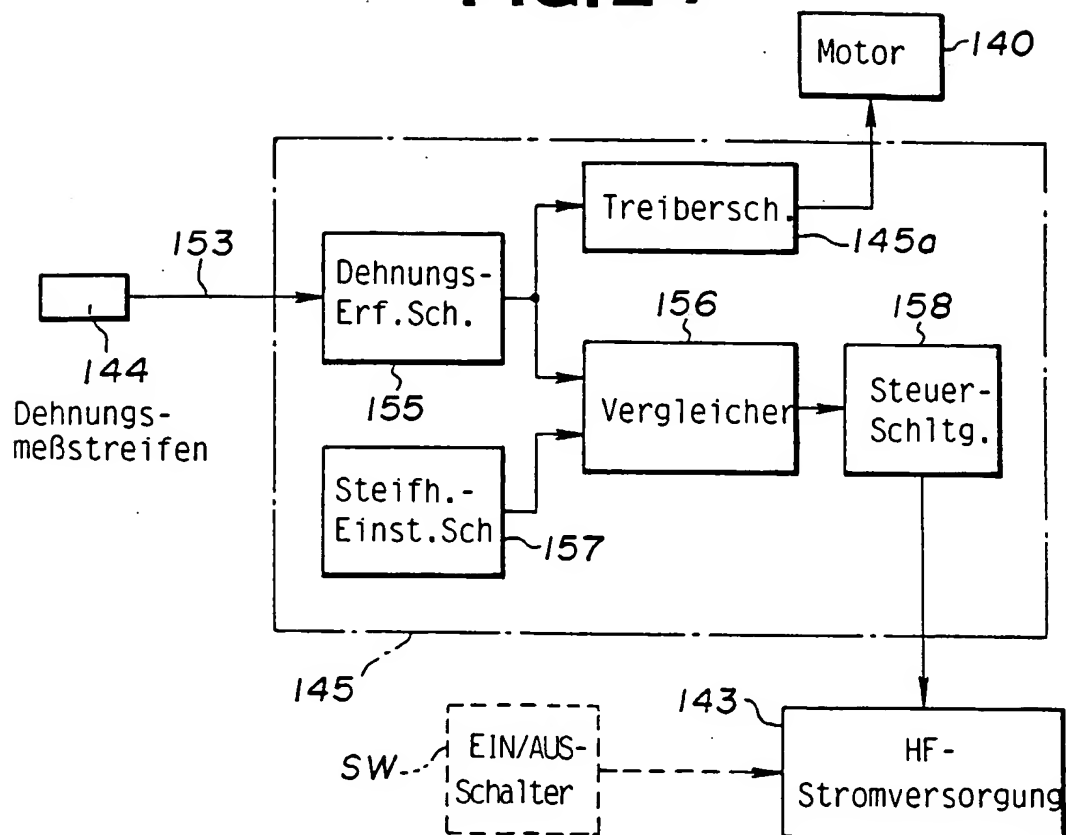 Motor
140
Treibersch.
145a
153
Dehnungs-
Erf.Sch.
155
144
Dehnungs-
meßstreifen
156
Vergleicher
158
Steuer-
Schltg.
Steifh.-
Einst.Sch
157
145
SW
EIN/AUS-
Schalter
143
HF-
Stromversorgung